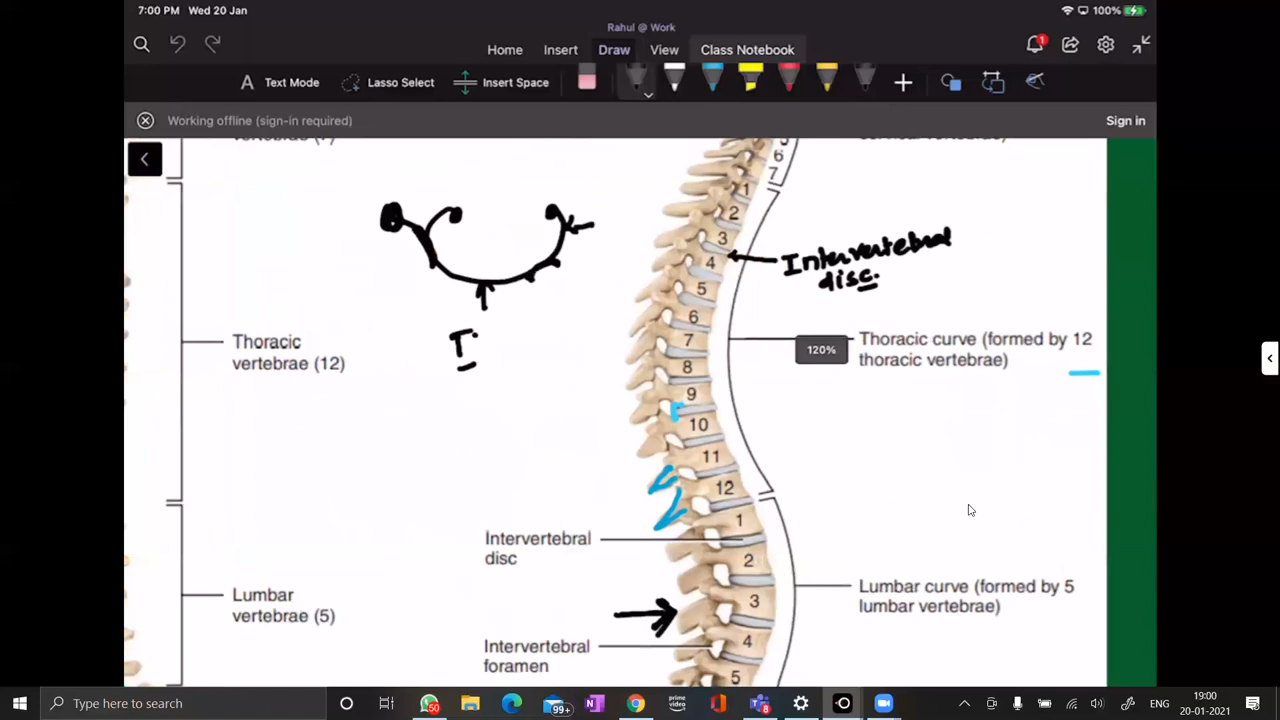 7:00 PM Wed 20 Jan
100%
Rahul @ Work
Home Insert Draw View Class Notebook
1
Text Mode Lasso Select Insert Space
Working offline (sign-in required)
Sign in
6
7
1
2
3
4
5
6
7
8
9
10
11
12
1
2
3
4
5
Intervertebral
disc.
Thoracic
vertebrae (12)
120%
Thoracic curve (formed by 12
thoracic vertebrae)
Intervertebral
disc
Lumbar
vertebrae (5)
Lumbar curve (formed by 5
lumbar vertebrae)
Intervertebral
foramen
Type here to search
50
99+
prime
video
8
ENG
19:00
20-01-2021